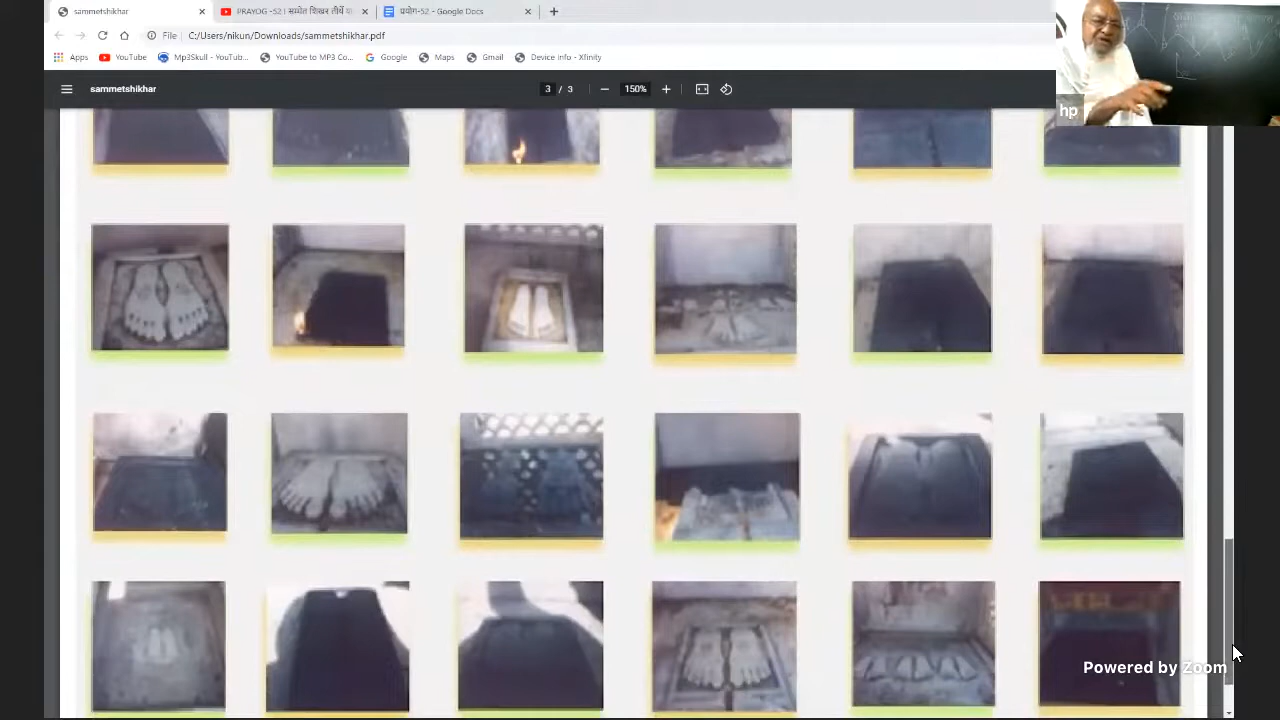 sammetshikhar
PRAYOG -52 । सम्मेत शिखर तीर्थ या
प्रयोग-52. - Google Docs
File
C:/Users/nikun/Downloads/sammetshikhar.pdf
Apps
YouTube
Mp3Skull - YouTub...
YouTube to MP3 Co...
Google
Maps
Gmail
Device Info - Xfinity
sammetshikhar
3 / 3
150%
hp
Powered by Zoom